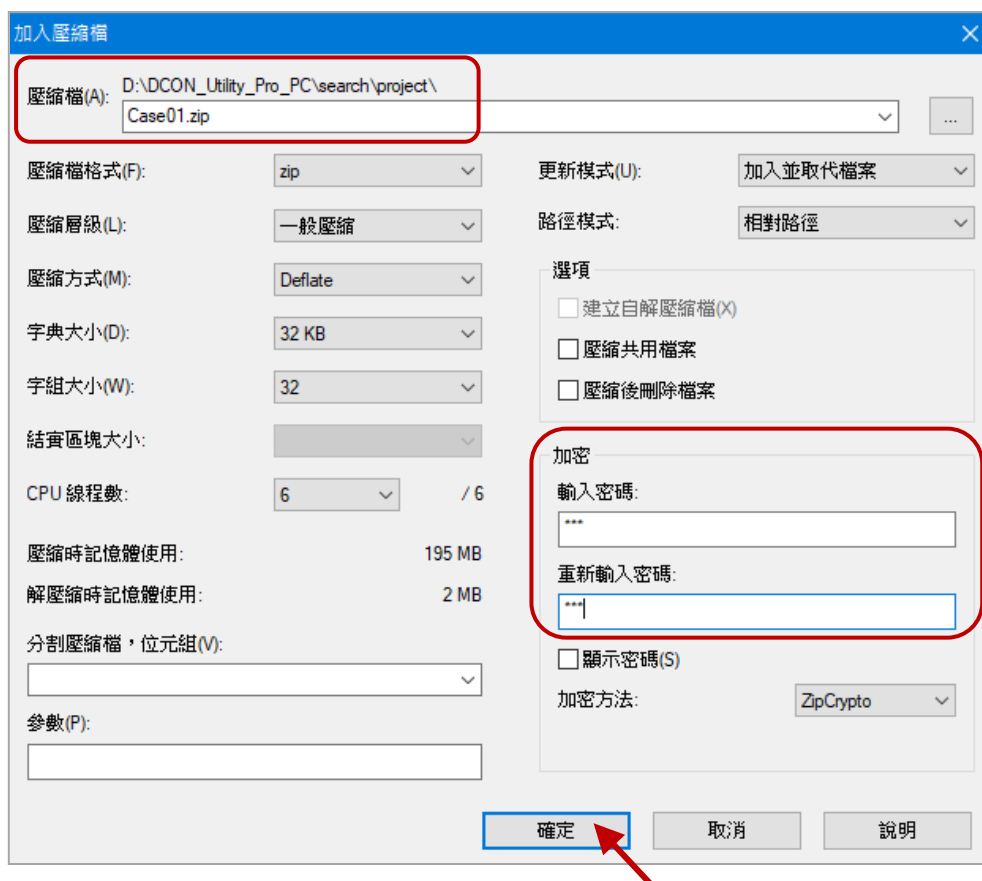 加入壓縮檔
壓縮檔(A): D:\DCON_Utility_Pro_PC\search\project\
Case01.zip
...
壓縮檔格式(F): zip
壓縮層級(L): 一般壓縮
壓縮方式(M): Deflate
字典大小(D): 32 KB
字組大小(W): 32
結實區塊大小:
CPU 線程數: 6 / 6
壓縮時記憶體使用: 195 MB
解壓縮時記憶體使用: 2 MB
分割壓縮檔，位元組(V):
參數(P):
更新模式(U): 加入並取代檔案
路徑模式: 相對路徑
選項
建立自解壓縮檔(X)
壓縮共用檔案
壓縮後刪除檔案
加密
輸入密碼:
***
重新輸入密碼:
***
顯示密碼(S)
加密方法: ZipCrypto
確定 取消 說明